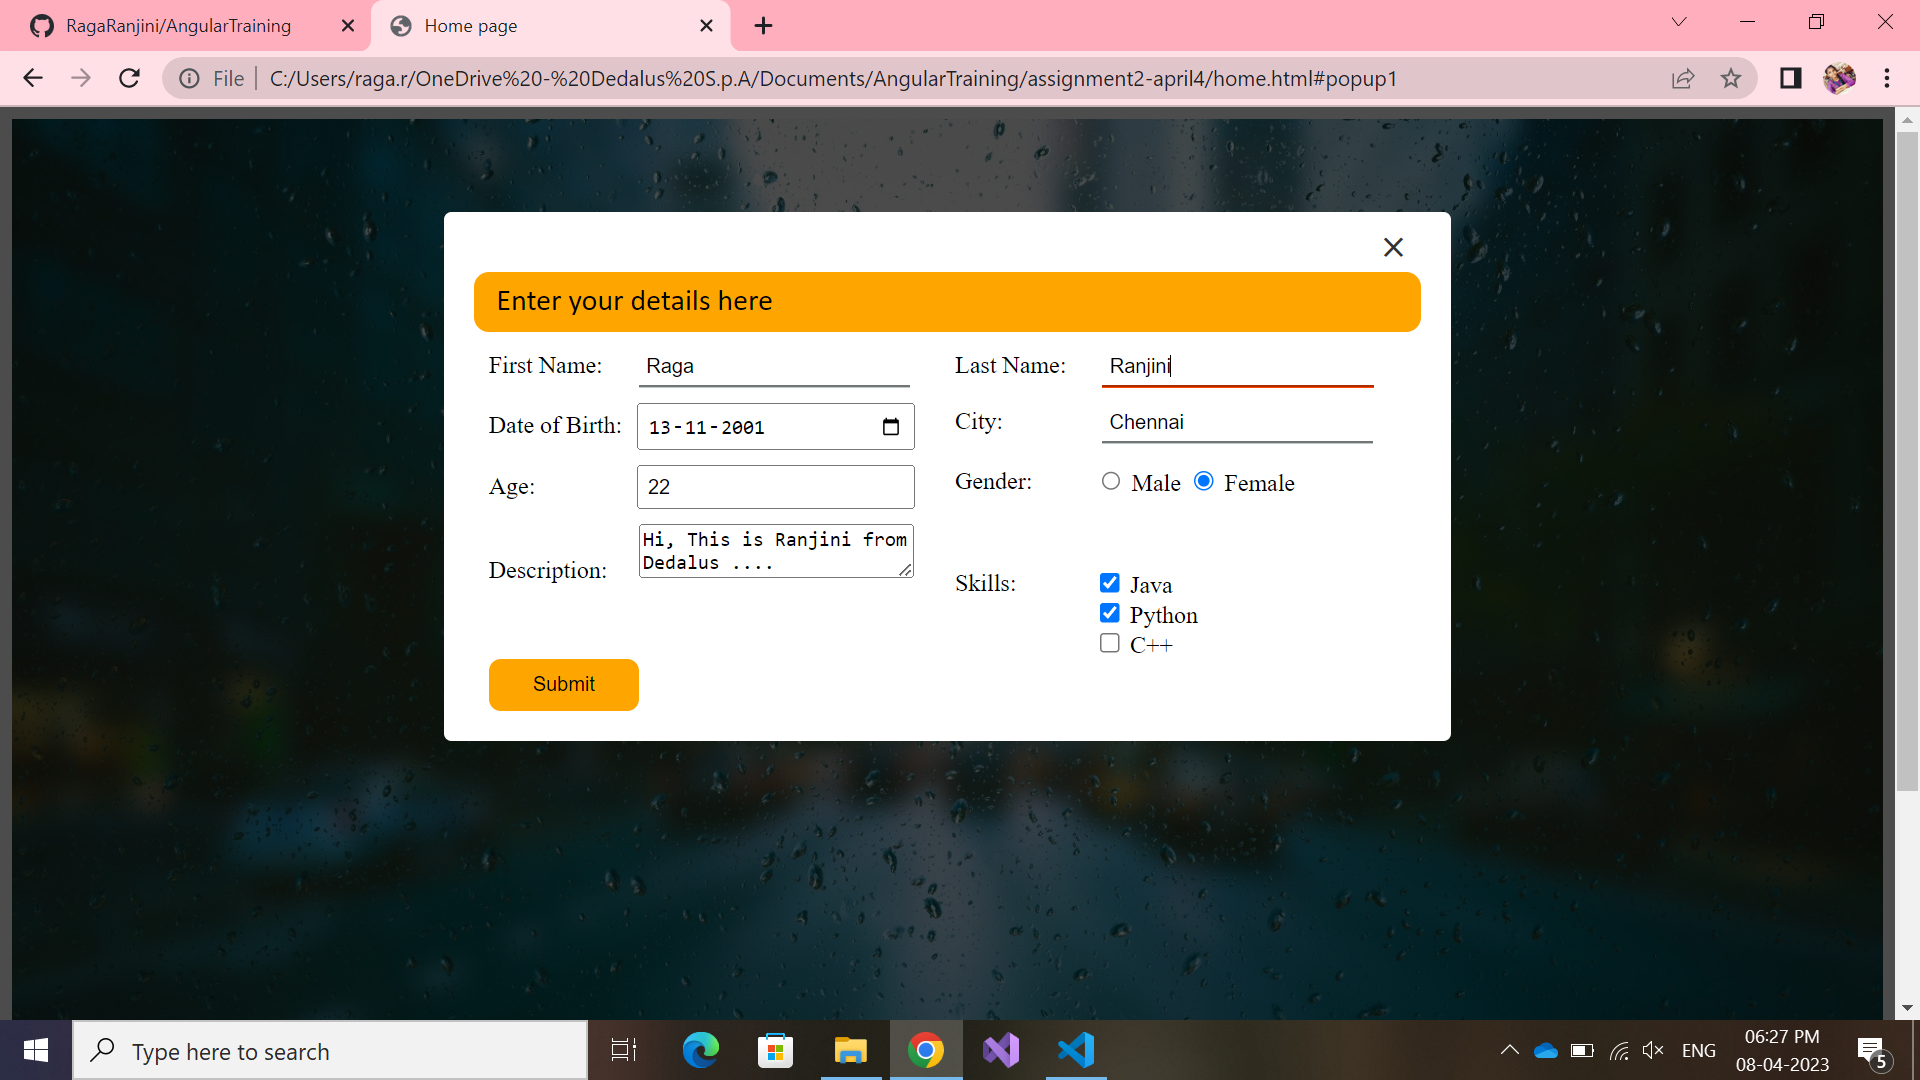 RagaRanjini/AngularTraining
Home page
File
C:/Users/raga.r/OneDrive%20-%20Dedalus%20S.p.A/Documents/AngularTraining/assignment2-april4/home.html#popup1
Enter your details here
First Name: Raga
Last Name: Ranjini
Date of Birth: 13-11-2001
City: Chennai
Age: 22
Gender: Male Female
Description: Hi, This is Ranjini from
Dedalus ....
Skills: Java
Python
C++
Submit
Type here to search
ENG
06:27 PM
08-04-2023
5